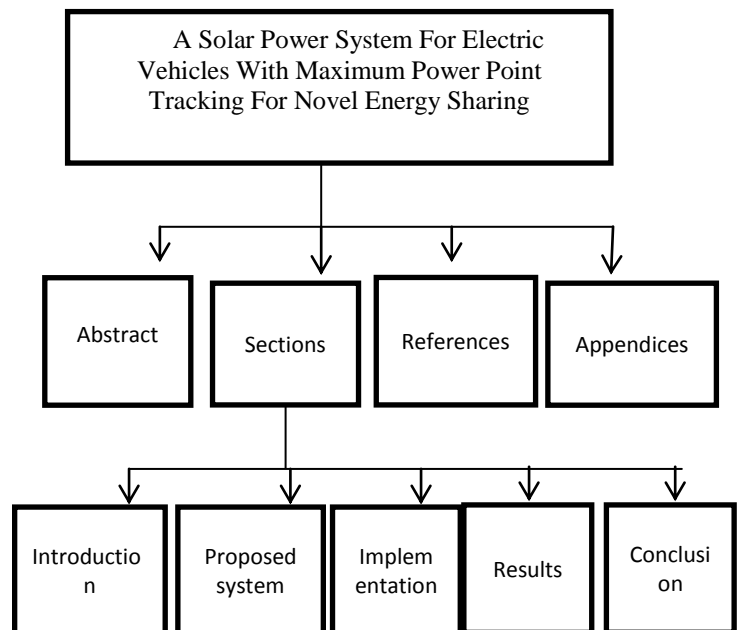 A Solar Power System For Electric
Vehicles With Maximum Power Point
Tracking For Novel Energy Sharing
Abstract
Sections
References
Appendices
Introductio
n
Proposed
system
Implem
entation
Results
Conclusi
on